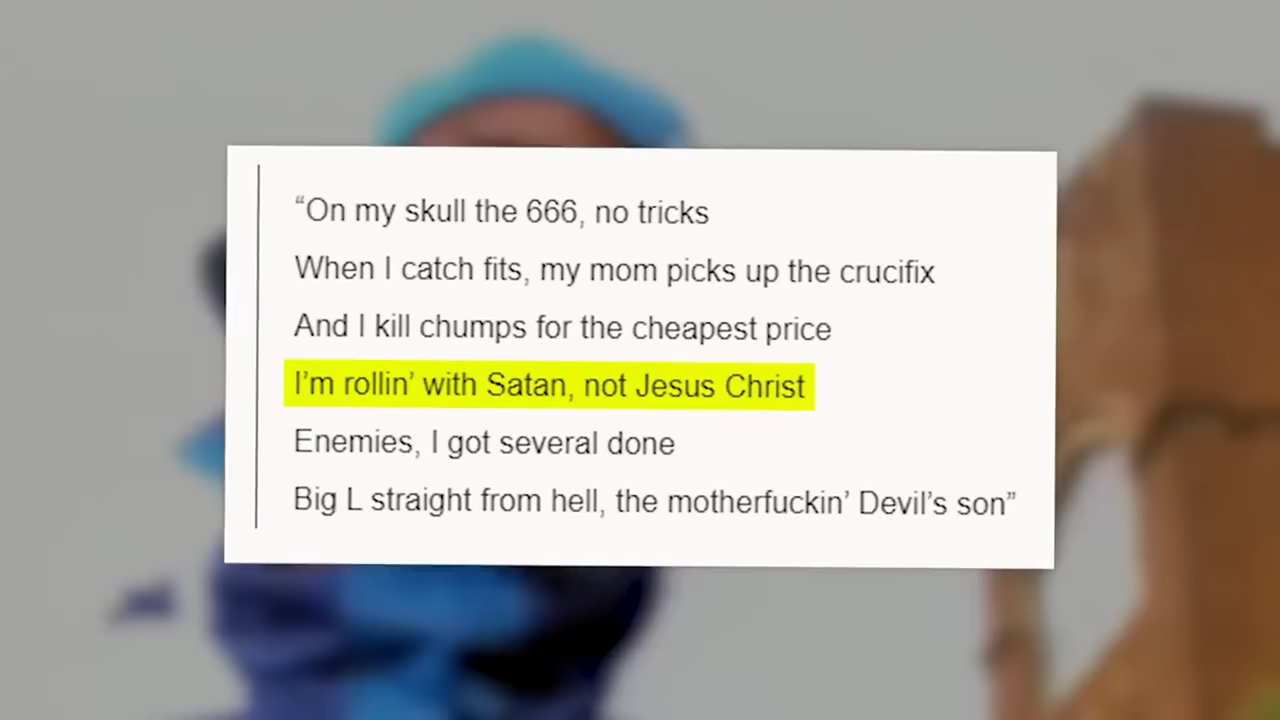 “On my skull the 666, no tricks
When I catch fits, my mom picks up the crucifix
And I kill chumps for the cheapest price
I’m rollin’ with Satan, not Jesus Christ
Enemies, I got several done
Big L straight from hell, the motherfuckin’ Devil’s son”